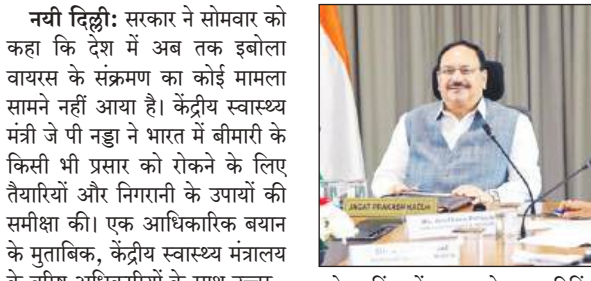 नयी दिल्ली: सरकार ने सोमवार को
कहा कि देश में अब तक इबोला
वायरस के संक्रमण का कोई मामला
सामने नहीं आया है। केंद्रीय स्वास्थ्य
मंत्री जे पी नड्डा ने भारत में बीमारी के
किसी भी प्रसार को रोकने के लिए
तैयारियों और निगरानी के उपायों की
समीक्षा की। एक आधिकारिक बयान
के मुताबिक, केंद्रीय स्वास्थ्य मंत्रालय
JAGAT PRAKASH NADDA